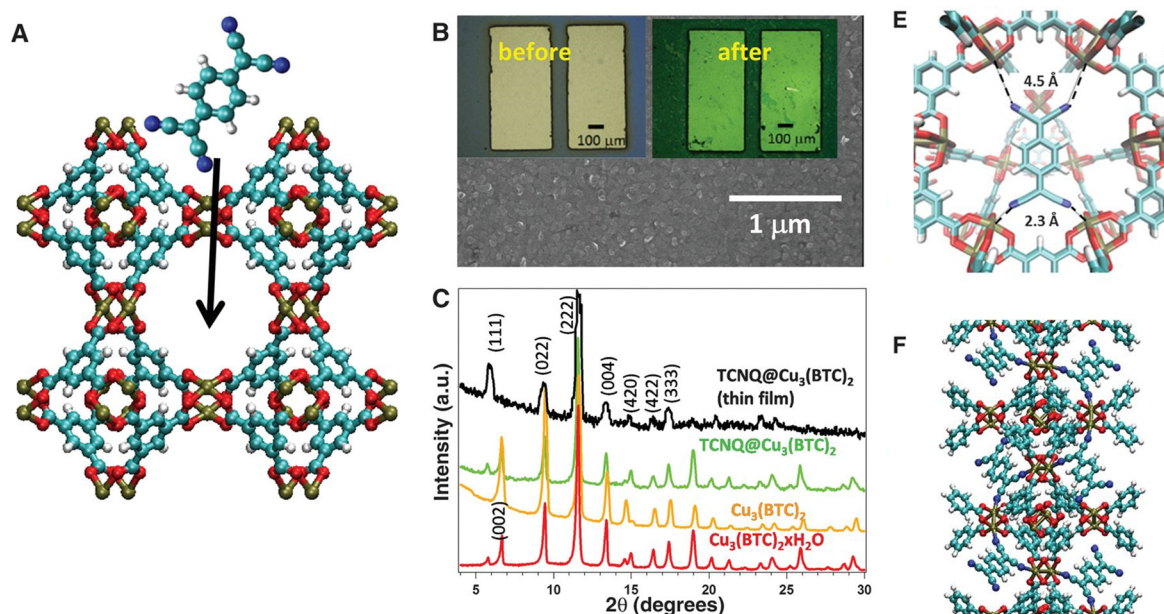 A
B
before
100 μm
after
100 μm
1 μm
C
Intensity (a.u.)
(111)
(022)
(222)
(004)
(420)
(422)
(333)
TCNQ@Cu₃(BTC)₂
(thin film)
TCNQ@Cu₃(BTC)₂
Cu₃(BTC)₂
(002)
Cu₃(BTC)₂xH₂O
5 10 15 20 25 30
2θ (degrees)
E
4.5 Å
2.3 Å
F